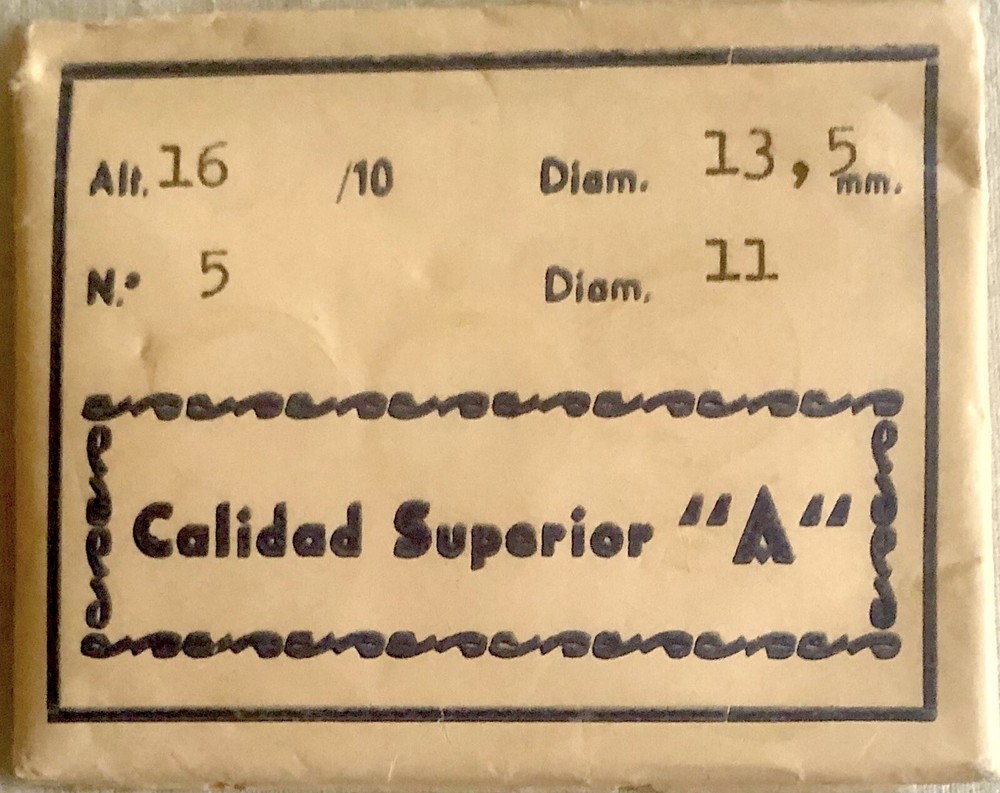 Alt. 16 /10 Diam. 13,5 mm.
N.º 5 Diam. 11
Calidad Superior "A"